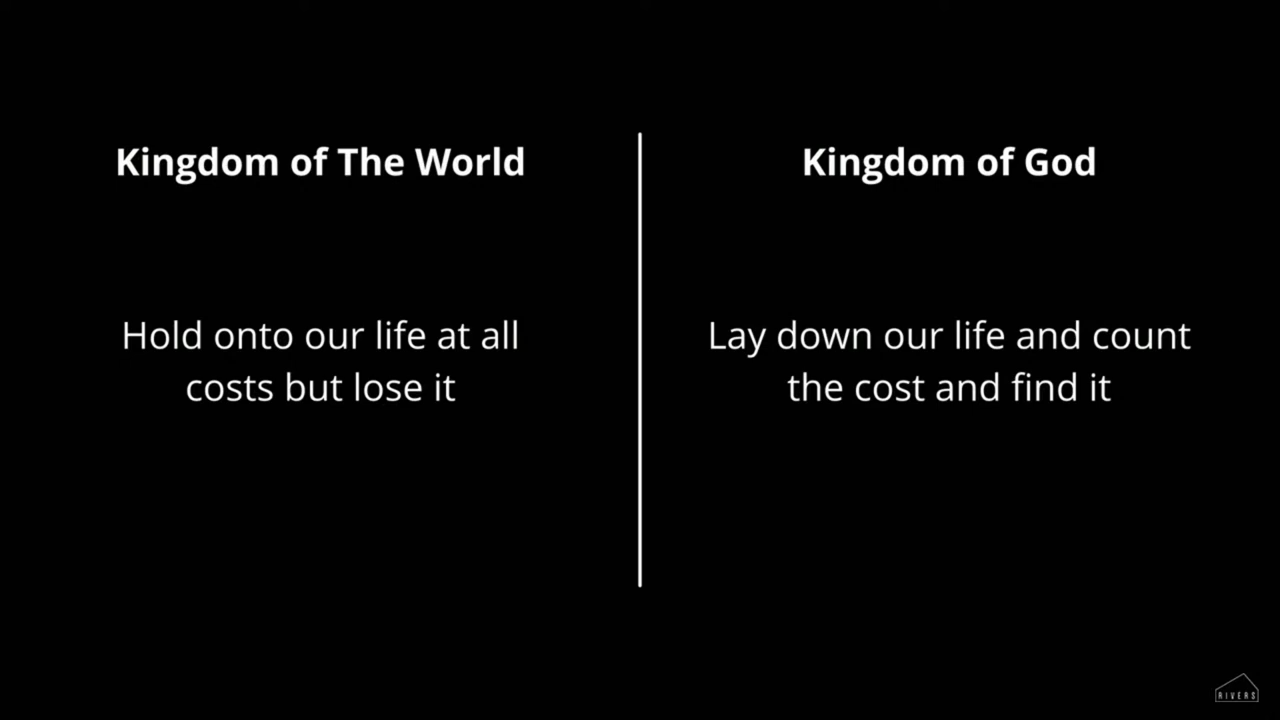 Kingdom of The World
Hold onto our life at all
costs but lose it
Kingdom of God
Lay down our life and count
the cost and find it
RIVERS